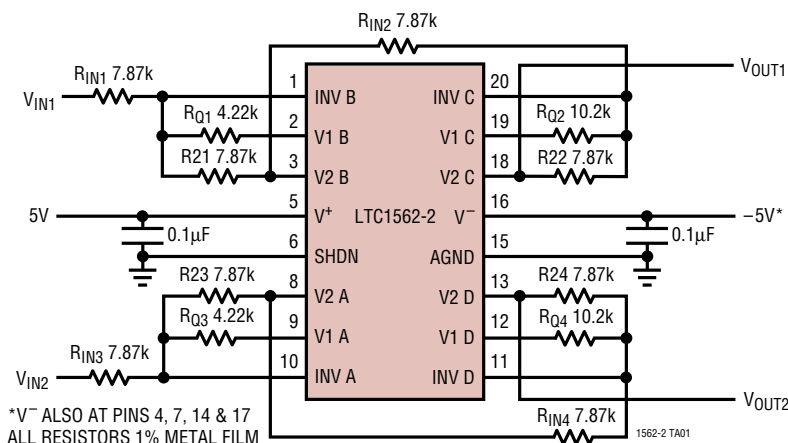 RIN2 7.87k
RIN1 7.87k
VIN1
VOUT1
1
INV B
INV C
20
RQ1 4.22k
2
V1 B
V1 C
19
RQ2 10.2k
R21 7.87k
3
V2 B
V2 C
18
R22 7.87k
5V
5
V+
LTC1562-2
V–
16
–5V*
0.1µF
0.1µF
6
SHDN
AGND
15
R23 7.87k
8
V2 A
V2 D
13
R24 7.87k
RQ3 4.22k
9
V1 A
V1 D
12
RQ4 10.2k
RIN3 7.87k
10
INV A
INV D
11
VIN2
VOUT2
RIN4 7.87k
*V– ALSO AT PINS 4, 7, 14 & 17
ALL RESISTORS 1% METAL FILM
1562-2 TA01